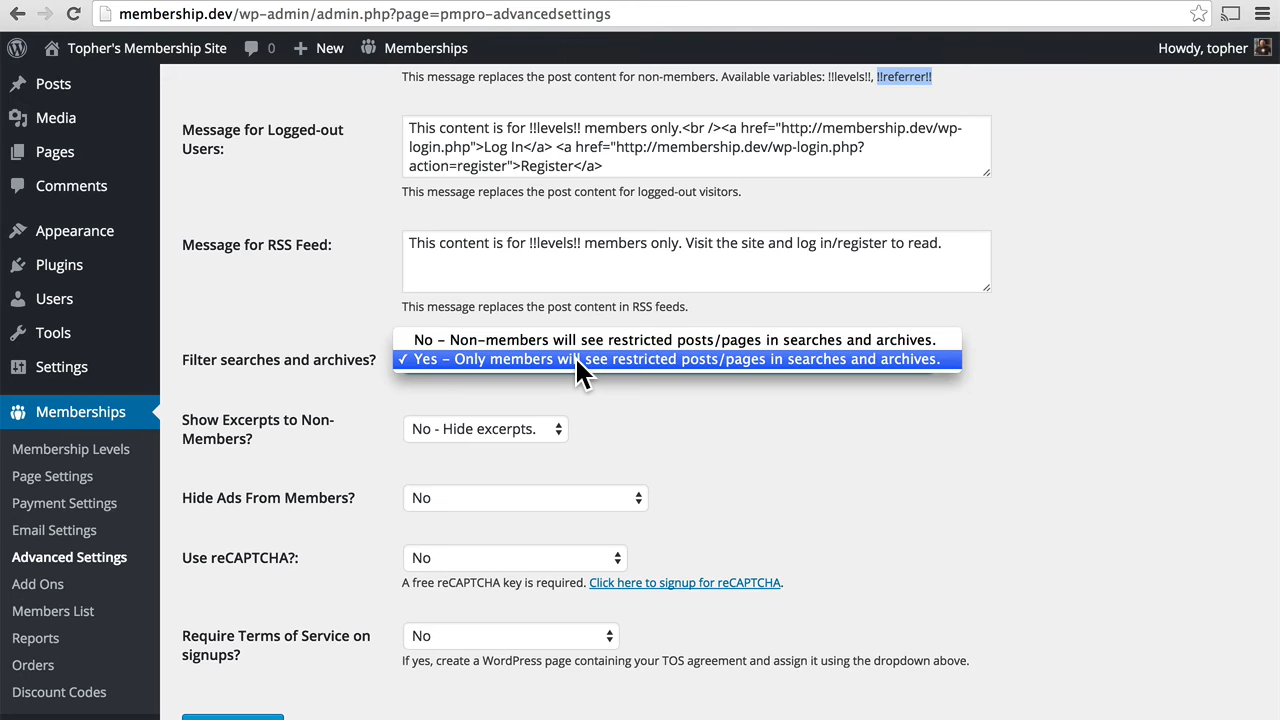 membership.dev/wp-admin/admin.php?page=pmpro-advancedsettings
Topher's Membership Site 0 New Memberships Howdy, topher
Posts
Media
Pages
Comments
Appearance
Plugins
Users
Tools
Settings
Memberships
Membership Levels
Page Settings
Payment Settings
Email Settings
Advanced Settings
Add Ons
Members List
Reports
Orders
Discount Codes
This message replaces the post content for non-members. Available variables: !!levels!!, !!referrer!!
Message for Logged-out
Users:
This content is for !!levels!! members only.<br /><a href="http://membership.dev/wp-
login.php">Log In</a> <a href="http://membership.dev/wp-login.php?
action=register">Register</a>
This message replaces the post content for logged-out visitors.
Message for RSS Feed:
This content is for !!levels!! members only. Visit the site and log in/register to read.
This message replaces the post content in RSS feeds.
Filter searches and archives?
No – Non-members will see restricted posts/pages in searches and archives.
✓ Yes – Only members will see restricted posts/pages in searches and archives.
Show Excerpts to Non-
Members?
No - Hide excerpts.
Hide Ads From Members?
No
Use reCAPTCHA?:
No
A free reCAPTCHA key is required. Click here to signup for reCAPTCHA.
Require Terms of Service on
signups?
No
If yes, create a WordPress page containing your TOS agreement and assign it using the dropdown above.